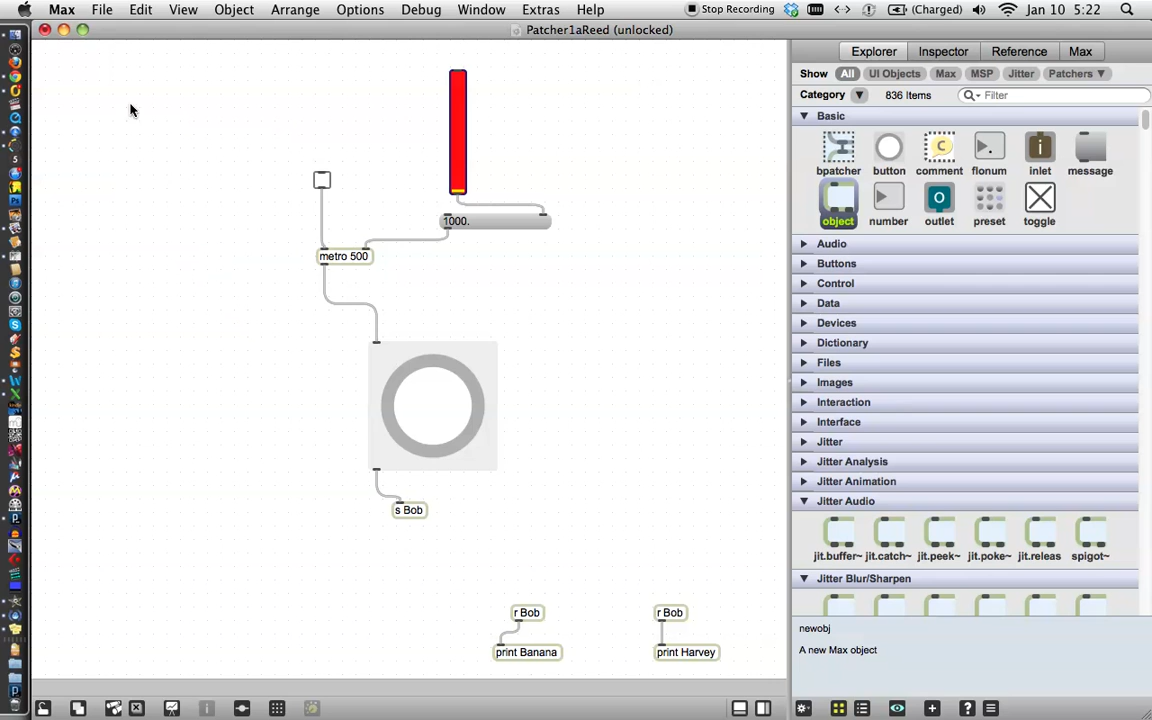 Max File Edit View Object Arrange Options Debug Window Extras Help Stop Recording (Charged) Jan 10 5:22
Patcher1aReed (unlocked)
Explorer Inspector Reference Max
Show All UI Objects Max MSP Jitter Patchers ▼
Category ▼ 836 Items Filter
Basic
bpatcher button comment flonum inlet message
object number outlet preset toggle
Audio
Buttons
Control
Data
Devices
Dictionary
Files
Images
Interaction
Interface
Jitter
Jitter Analysis
Jitter Animation
Jitter Audio
jit.buffer~ jit.catch~ jit.peek~ jit.poke~ jit.releas spigot~
Jitter Blur/Sharpen
newobj
A new Max object
1000.
metro 500
s Bob
r Bob r Bob
print Banana print Harvey